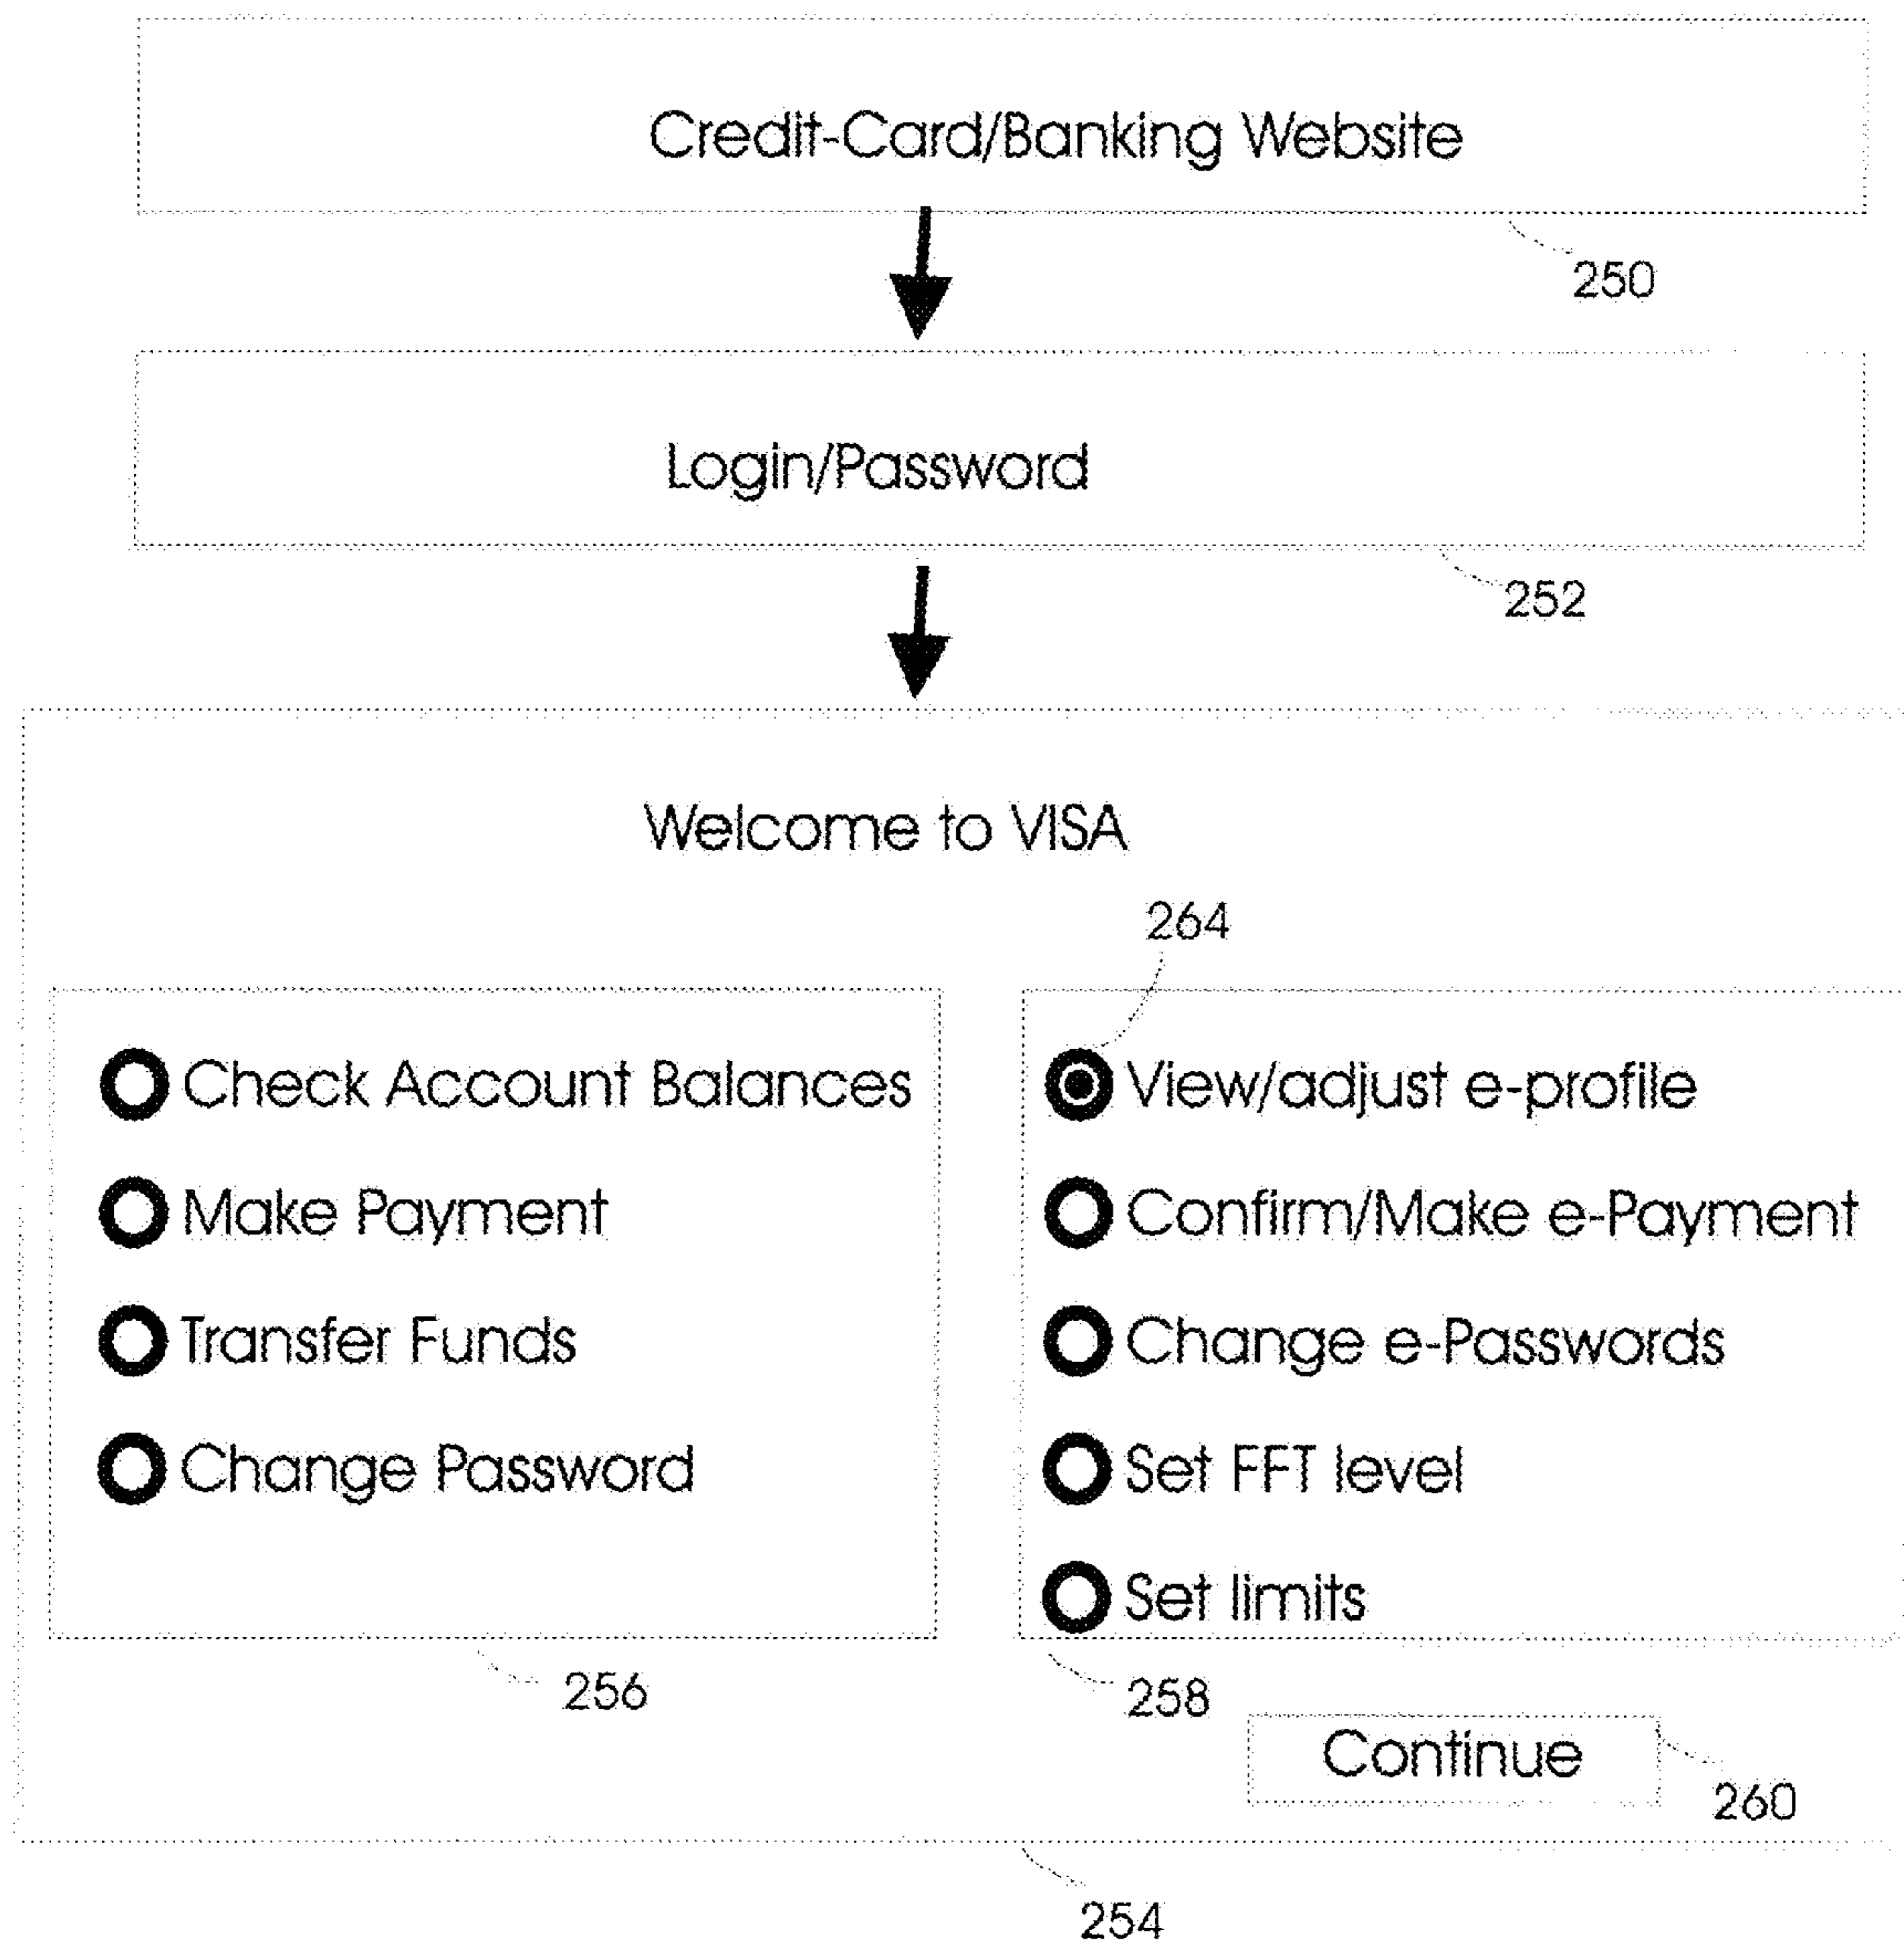 Credit-Card/Banking Website
250
Login/Password
252
Welcome to VISA
264
Check Account Balances
Make Payment
Transfer Funds
Change Password
256
View/adjust e-profile
Confirm/Make e-Payment
Change e-Passwords
Set FFT level
Set limits
258
Continue
260
254